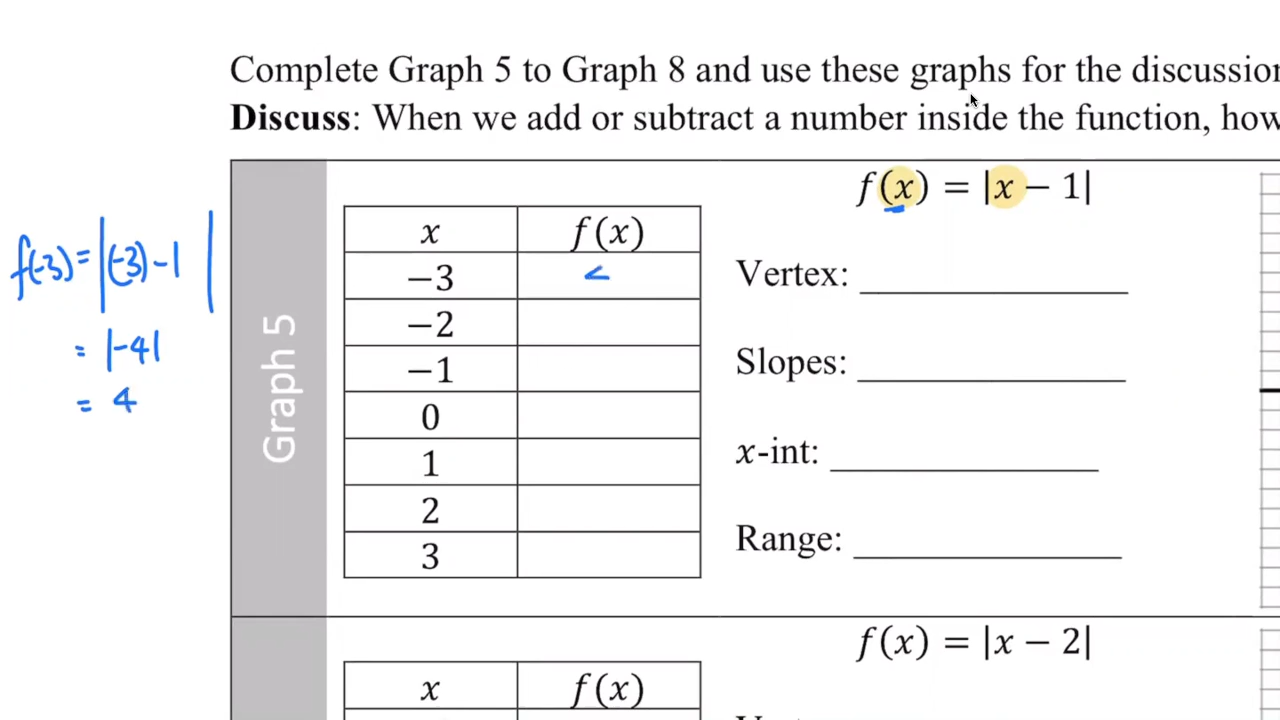 Complete Graph 5 to Graph 8 and use these graphs for the discussion
Discuss: When we add or subtract a number inside the function, how
f(x) = |x − 1|
f(-3) = |(-3)-1|
= |-4|
= 4
Graph 5
x f(x)
−3
−2
−1
0
1
2
3
Vertex:
Slopes:
x-int:
Range:
f(x) = |x − 2|
x f(x)